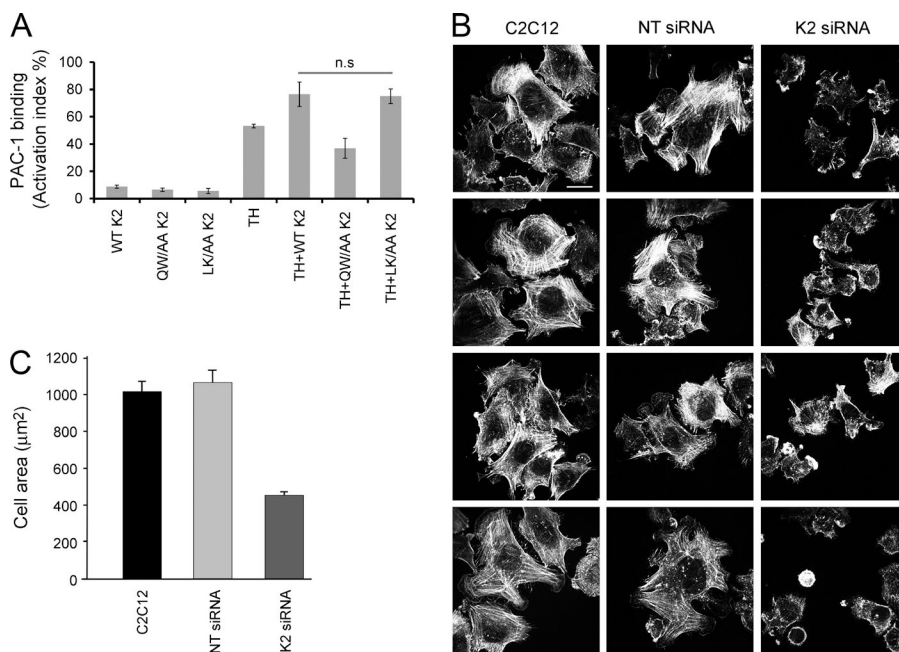 A
PAC-1 binding
(Activation index %)
100
80
60
40
20
0
n.s
WT K2
QW/AA K2
LK/AA K2
TH
TH+WT K2
TH+QW/AA K2
TH+LK/AA K2
B
C2C12
NT siRNA
K2 siRNA
C
Cell area (μm2)
1200
1000
800
600
400
200
0
C2C12
NT siRNA
K2 siRNA